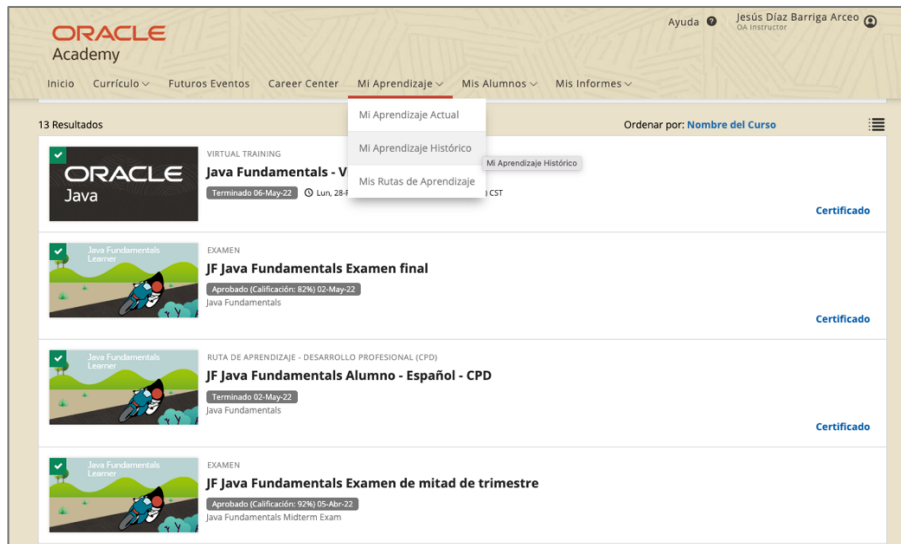 ORACLE
Academy
Ayuda ?
Jesús Díaz Barriga Arceo
OA Instructor
Inicio Currículo Futuros Eventos Career Center Mi Aprendizaje Mis Alumnos Mis Informes
Mi Aprendizaje Actual
Mi Aprendizaje Histórico
Mis Rutas de Aprendizaje
Mi Aprendizaje Histórico
13 Resultados
Ordenar por: Nombre del Curso
ORACLE
Java
VIRTUAL TRAINING
Java Fundamentals - V
Terminado 06-May-22 Lun, 28- CST
Certificado
Java Fundamentals
Learner
EXAMEN
JF Java Fundamentals Examen final
Aprobado (Calificación: 82%) 02-May-22
Java Fundamentals
Certificado
Java Fundamentals
Learner
RUTA DE APRENDIZAJE - DESARROLLO PROFESIONAL (CPD)
JF Java Fundamentals Alumno - Español - CPD
Terminado 02-May-22
Java Fundamentals
Certificado
Java Fundamentals
Learner
EXAMEN
JF Java Fundamentals Examen de mitad de trimestre
Aprobado (Calificación: 92%) 05-Abr-22
Java Fundamentals Midterm Exam